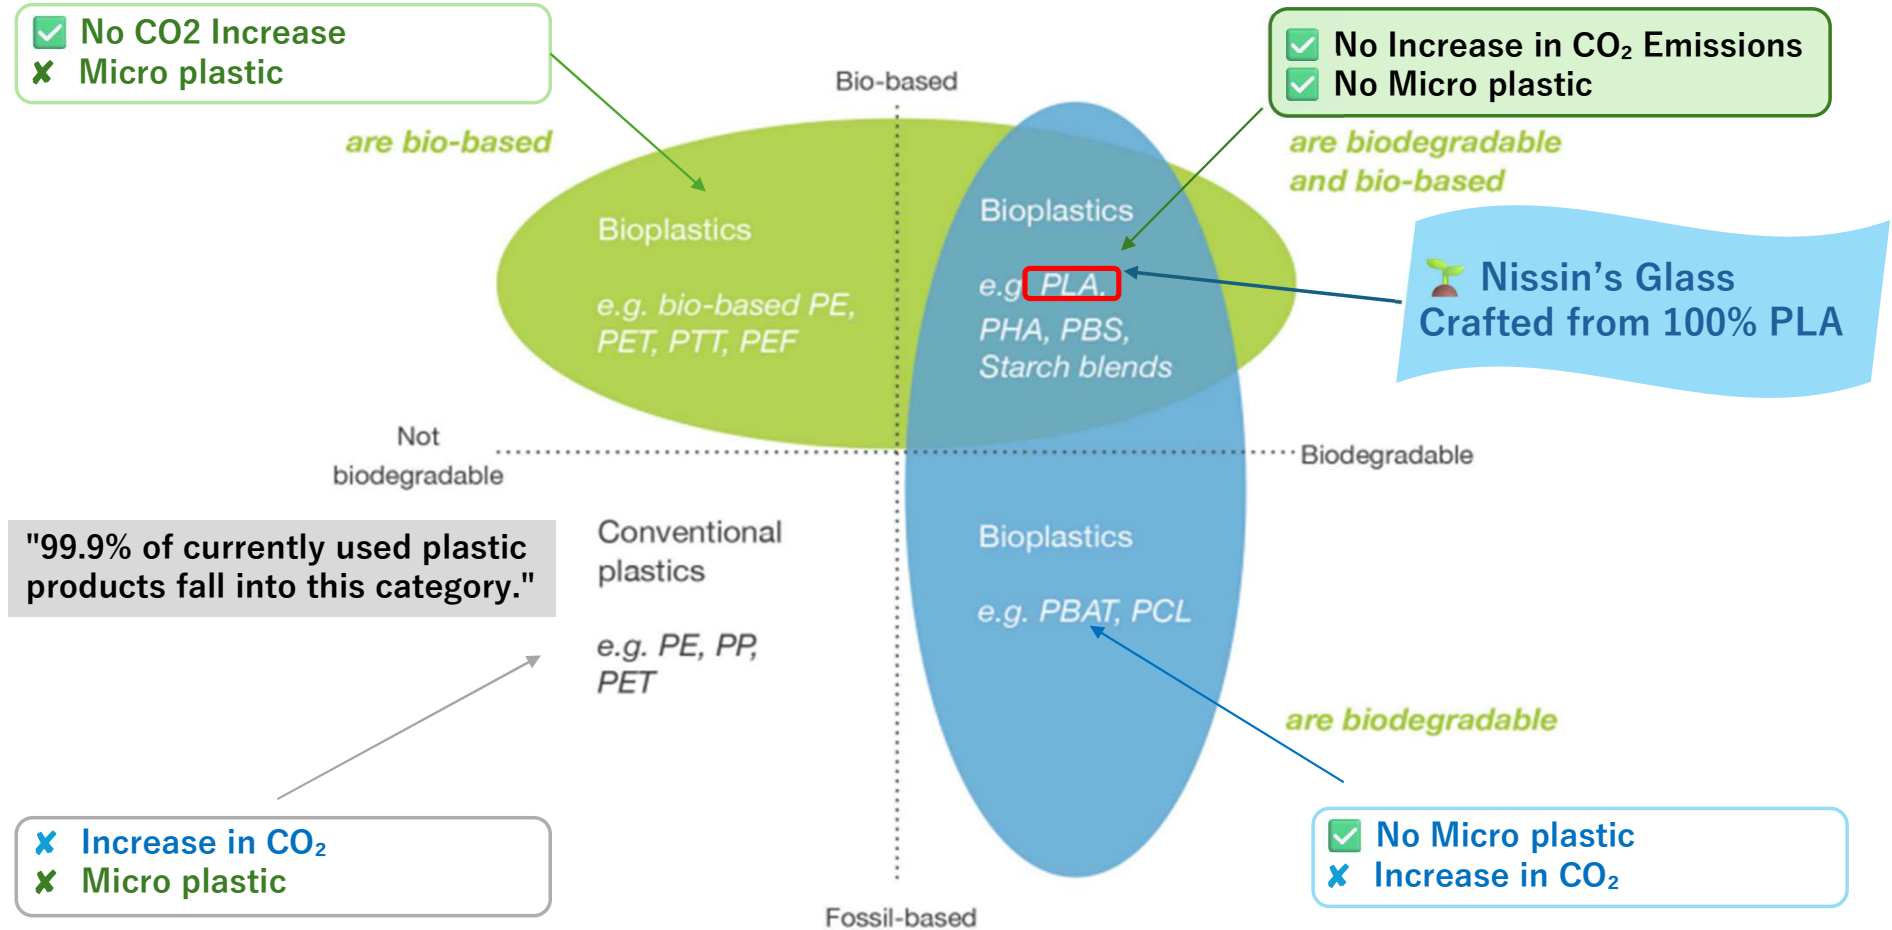 ✅ No CO2 Increase
✘ Micro plastic
✅ No Increase in CO₂ Emissions
✅ No Micro plastic
Bio-based
are bio-based
are biodegradable
and bio-based
Bioplastics
e.g. bio-based PE,
PET, PTT, PEF
Bioplastics
e.g. PLA,
PHA, PBS,
Starch blends
🌱 Nissin’s Glass
Crafted from 100% PLA
Not
biodegradable
Biodegradable
"99.9% of currently used plastic
products fall into this category."
Conventional
plastics
e.g. PE, PP,
PET
Bioplastics
e.g. PBAT, PCL
are biodegradable
✘ Increase in CO₂
✘ Micro plastic
✅ No Micro plastic
✘ Increase in CO₂
Fossil-based